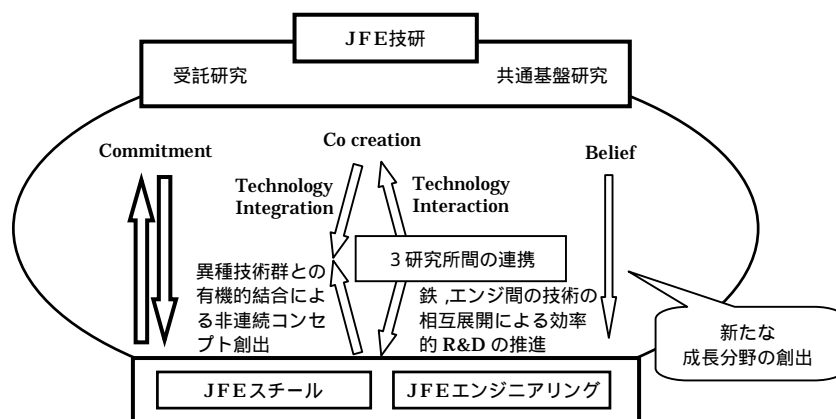 JFE技研
受託研究
共通基盤研究
Commitment
Co creation
Belief
Technology
Integration
Technology
Interaction
3研究所間の連携
異種技術群との
有機的結合によ
る非連続コンセ
プト創出
鉄,エンジ間の技術の
相互展開による効率
的R&Dの推進
新たな
成長分野の創出
JFEスチール
JFEエンジニアリング